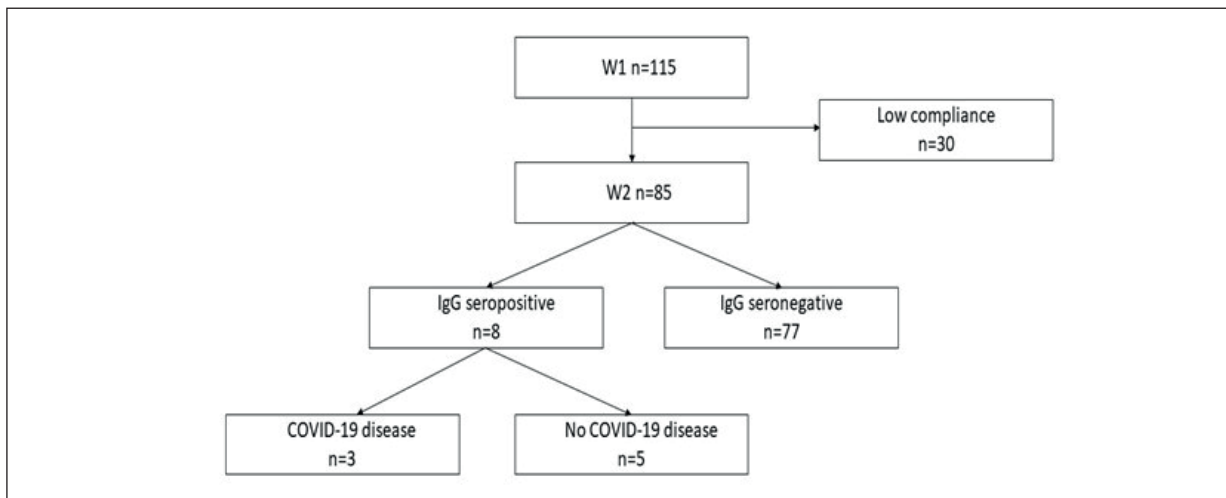 W1 n=115
Low compliance
n=30
W2 n=85
IgG seropositive
n=8
IgG seronegative
n=77
COVID-19 disease
n=3
No COVID-19 disease
n=5